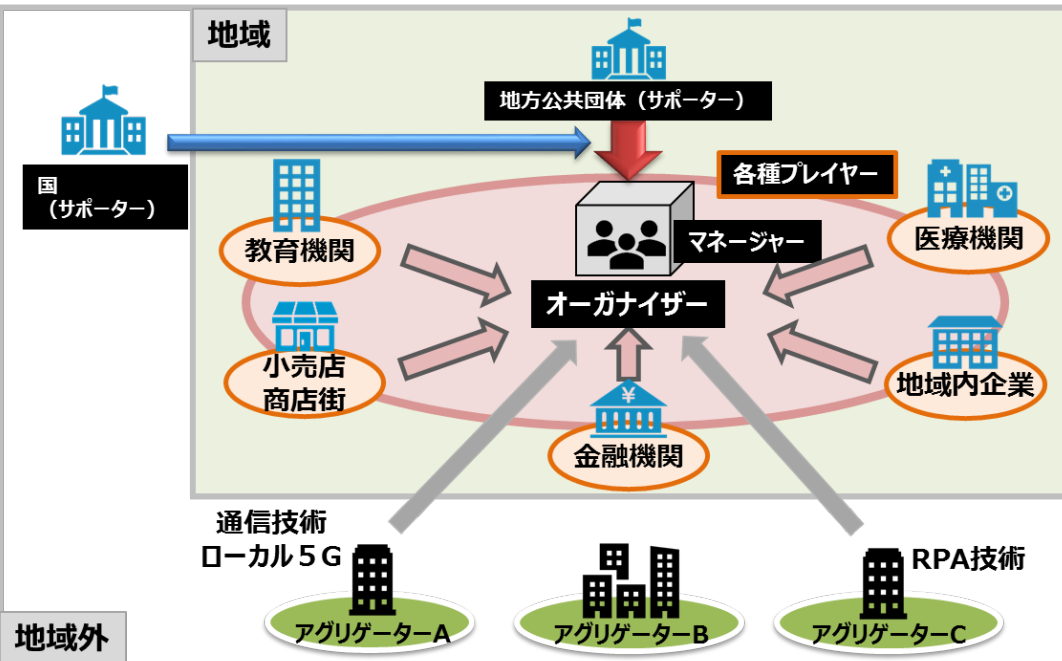 地域
地方公共団体（サポーター）
国
（サポーター）
各種プレイヤー
教育機関
マネージャー
医療機関
オーガナイザー
小売店
商店街
¥
地域内企業
金融機関
通信技術
ローカル５G
RPA技術
アグリゲーターA
アグリゲーターB
アグリゲーターC
地域外